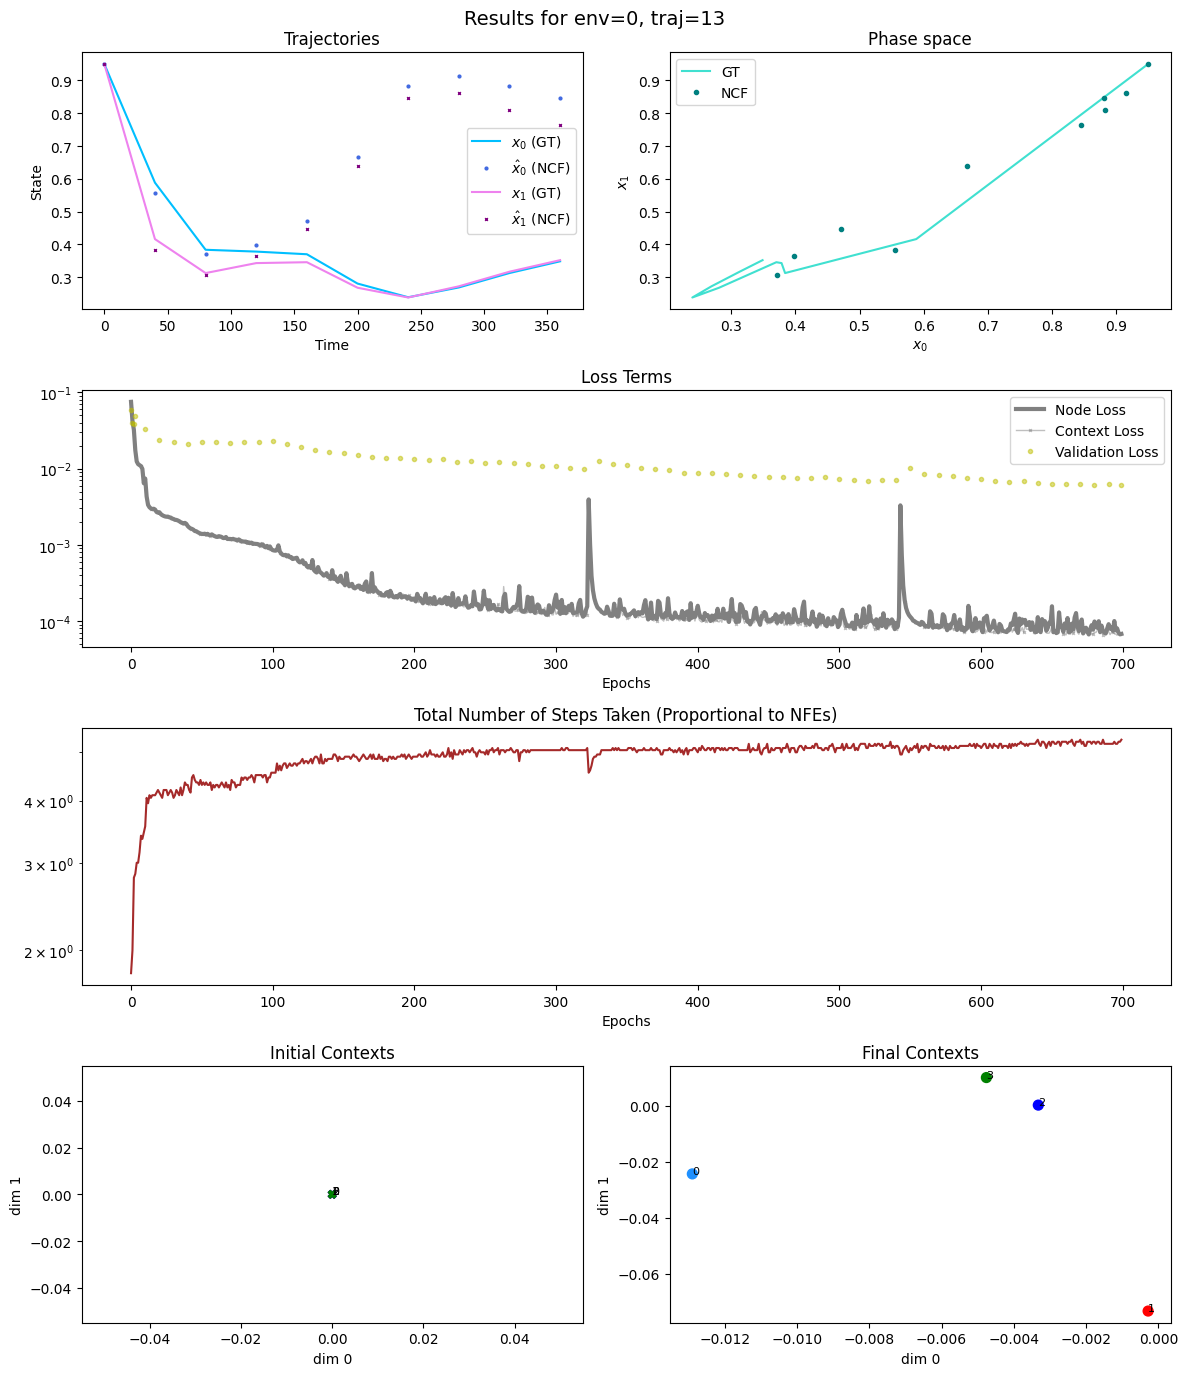 Results for env=0, traj=13
Trajectories
State
0.9
0.8
0.7
0.6
0.5
0.4
0.3
x₀ (GT)
x̂₀ (NCF)
x₁ (GT)
x̂₁ (NCF)
0 50 100 150 200 250 300 350
Time
Phase space
x₁
0.9
0.8
0.7
0.6
0.5
0.4
0.3
GT
NCF
0.3 0.4 0.5 0.6 0.7 0.8 0.9
x₀
Loss Terms
10⁻¹
10⁻²
10⁻³
10⁻⁴
Node Loss
Context Loss
Validation Loss
0 100 200 300 400 500 600 700
Epochs
Total Number of Steps Taken (Proportional to NFEs)
4 × 10⁰
3 × 10⁰
2 × 10⁰
0 100 200 300 400 500 600 700
Epochs
Initial Contexts
dim 1
0.04
0.02
0.00
−0.02
−0.04
−0.04 −0.02 0.00 0.02 0.04
dim 0
Final Contexts
dim 1
0.00
−0.02
−0.04
−0.06
3
2
0
1
−0.012 −0.010 −0.008 −0.006 −0.004 −0.002 0.000
dim 0